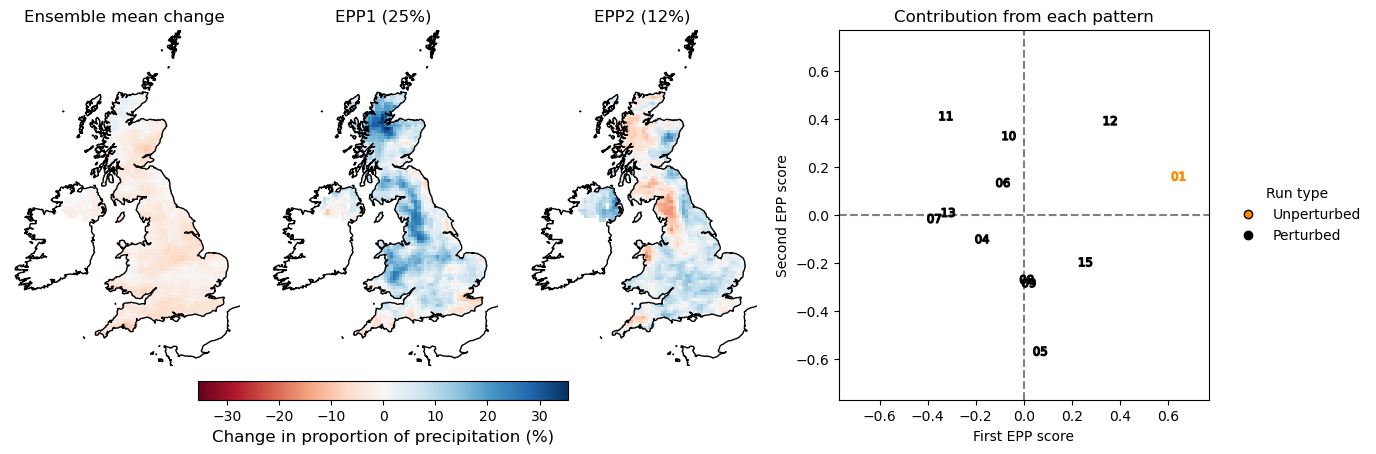 Ensemble mean change
EPP1 (25%)
EPP2 (12%)
Contribution from each pattern
−30 −20 −10 0 10 20 30
Change in proportion of precipitation (%)
Second EPP score
0.6
0.4
0.2
0.0
−0.2
−0.4
−0.6
11
12
10
01
06
13
07
04
15
08
09
05
−0.6 −0.4 −0.2 0.0 0.2 0.4 0.6
First EPP score
Run type
Unperturbed
Perturbed